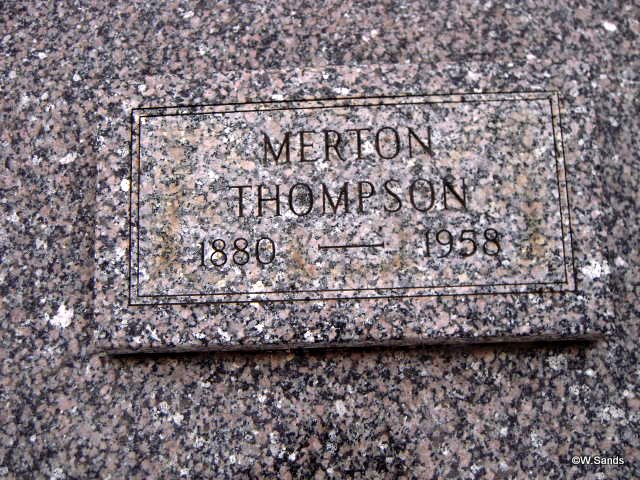 MERTON
THOMPSON
1880 — 1958
©W.Sands